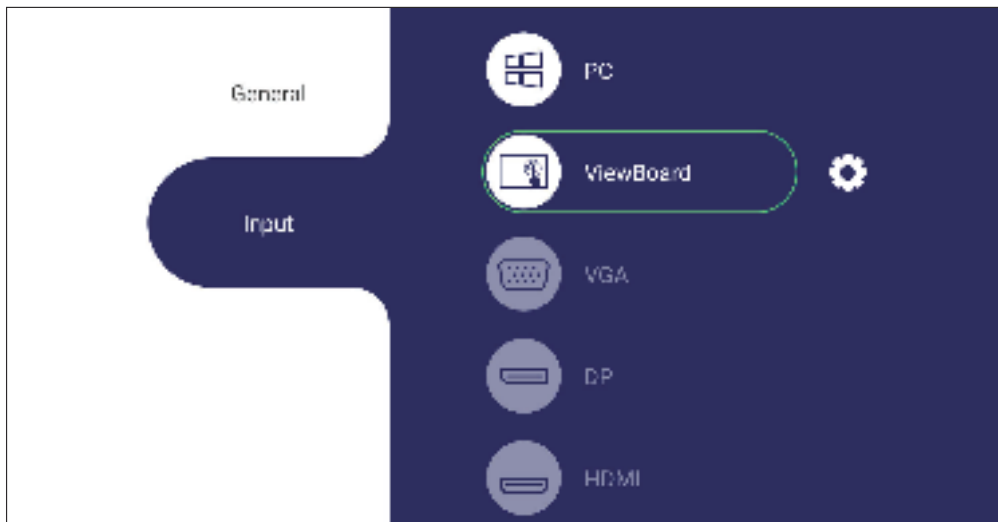 General
Input
PC
ViewBoard
VGA
DP
HDMI